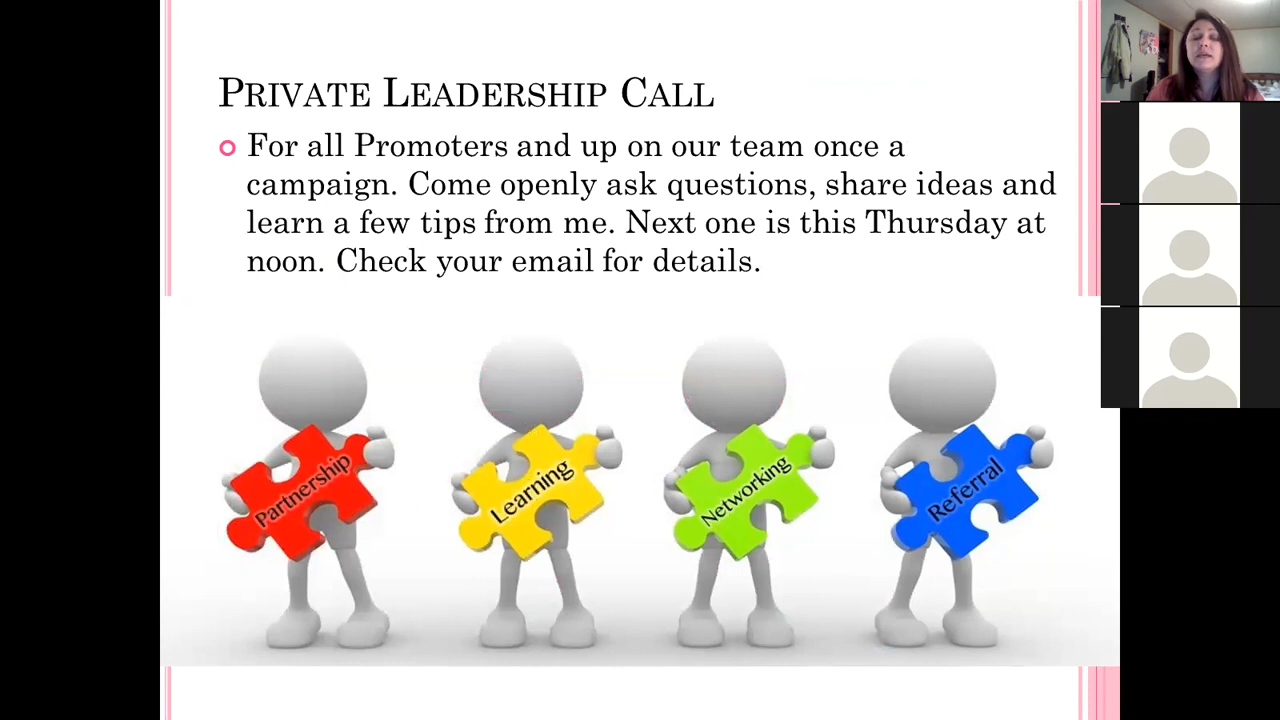 Private Leadership Call
For all Promoters and up on our team once a
campaign. Come openly ask questions, share ideas and
learn a few tips from me. Next one is this Thursday at
noon. Check your email for details.
Partnership
Learning
Networking
Referral